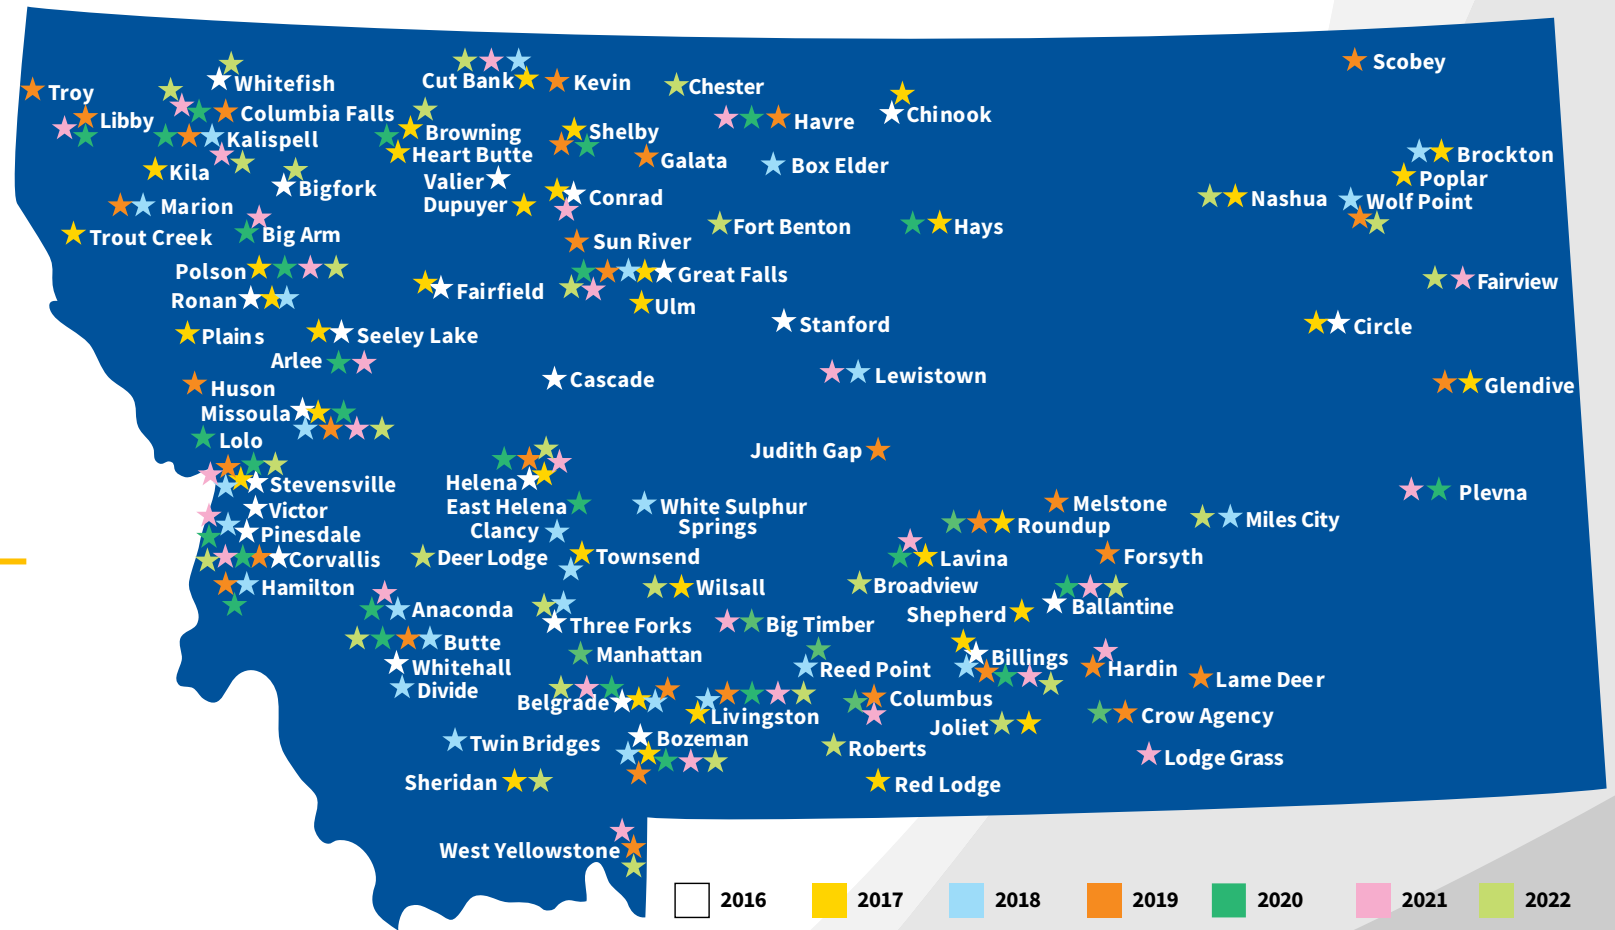 Scobey
Whitefish
Cut Bank
Kevin
Chester
Troy
Columbia Falls
Chinook
Libby
Havre
Browning
Shelby
Kalispell
Heart Butte
Galata
Box Elder
Brockton
Kila
Bigfork
Valier
Conrad
Poplar
Marion
Dupuyer
Nashua
Wolf Point
Trout Creek
Big Arm
Fort Benton
Hays
Sun River
Polson
Great Falls
Fairview
Ronan
Fairfield
Ulm
Plains
Seeley Lake
Stanford
Circle
Arlee
Huson
Cascade
Lewistown
Glendive
Missoula
Lolo
Judith Gap
Stevensville
Helena
Plevna
Victor
East Helena
White Sulphur
Springs
Melstone
Pinesdale
Clancy
Roundup
Miles City
Corvallis
Deer Lodge
Townsend
Lavina
Forsyth
Hamilton
Wilsall
Broadview
Anaconda
Three Forks
Big Timber
Shepherd
Ballantine
Butte
Manhattan
Whitehall
Reed Point
Billings
Hardin
Divide
Lame Deer
Belgrade
Livingston
Columbus
Crow Agency
Twin Bridges
Bozeman
Joliet
Roberts
Lodge Grass
Sheridan
Red Lodge
West Yellowstone
2016 2017 2018 2019 2020 2021 2022